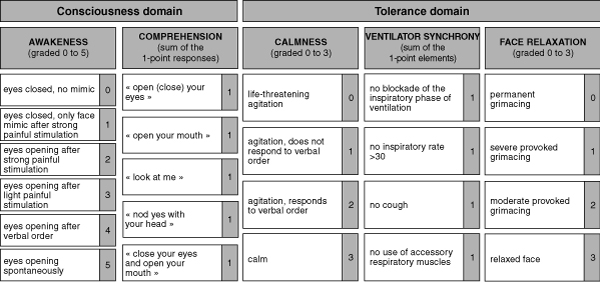 Consciousness domain
Tolerance domain
AWAKENESS
(graded 0 to 5)
COMPREHENSION
(sum of the
1-point responses)
CALMNESS
(graded 0 to 3)
VENTILATOR SYNCHRONY
(sum of the
1-point elements)
FACE RELAXATION
(graded 0 to 3)
eyes closed, no mimic
0
eyes closed, only face
mimic after strong
painful stimulation
1
eyes opening after
strong painful
stimulation
2
eyes opening after
light painful
stimulation
3
eyes opening after
verbal order
4
eyes opening
spontaneously
5
« open (close) your
eyes »
1
« open your mouth »
1
« look at me »
1
« nod yes with
your head »
1
« close your eyes
and open your
mouth »
1
life-threatening
agitation
0
agitation, does not
respond to verbal
order
1
agitation, responds
to verbal order
2
calm
3
no blockade of the
inspiratory phase of
ventilation
1
no inspiratory rate
>30
1
no cough
1
no use of accessory
respiratory muscles
1
permanent
grimacing
0
severe provoked
grimacing
1
moderate provoked
grimacing
2
relaxed face
3